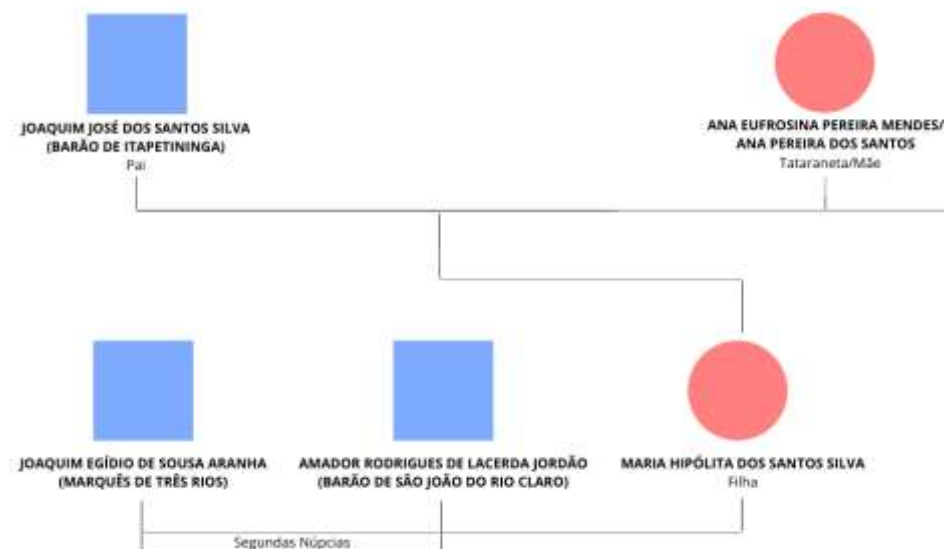 JOAQUIM JOSÉ DOS SANTOS SILVA
(BARÃO DE ITAPETININGA)
Pai
ANA EUFROSINA PEREIRA MENDES/
ANA PEREIRA DOS SANTOS
Tataraneta/Mãe
JOAQUIM EGÍDIO DE SOUSA ARANHA
(MARQUÊS DE TRÊS RIOS)
AMADOR RODRIGUES DE LACERDA JORDÃO
(BARÃO DE SÃO JOÃO DO RIO CLARO)
MARIA HIPÓLITA DOS SANTOS SILVA
Filha
Segundas Núpcias